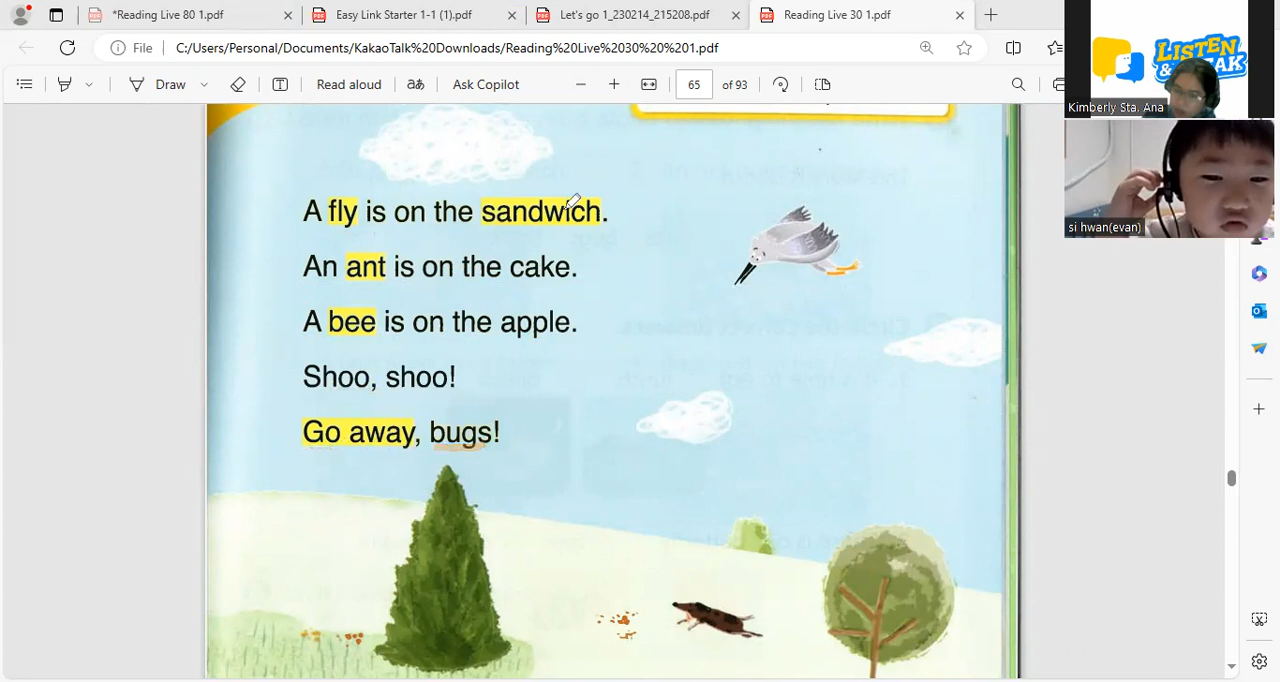 *Reading Live 80 1.pdf
Easy Link Starter 1-1 (1).pdf
Let's go 1_230214_215208.pdf
Reading Live 30 1.pdf
File
C:/Users/Personal/Documents/KakaoTalk%20Downloads/Reading%20Live%2030%20%201.pdf
Draw
Read aloud
aあ
Ask Copilot
65
of 93
LISTEN
& SPEAK
Kimberly Sta. Ana
si hwan(evan)
A fly is on the sandwich.
An ant is on the cake.
A bee is on the apple.
Shoo, shoo!
Go away, bugs!